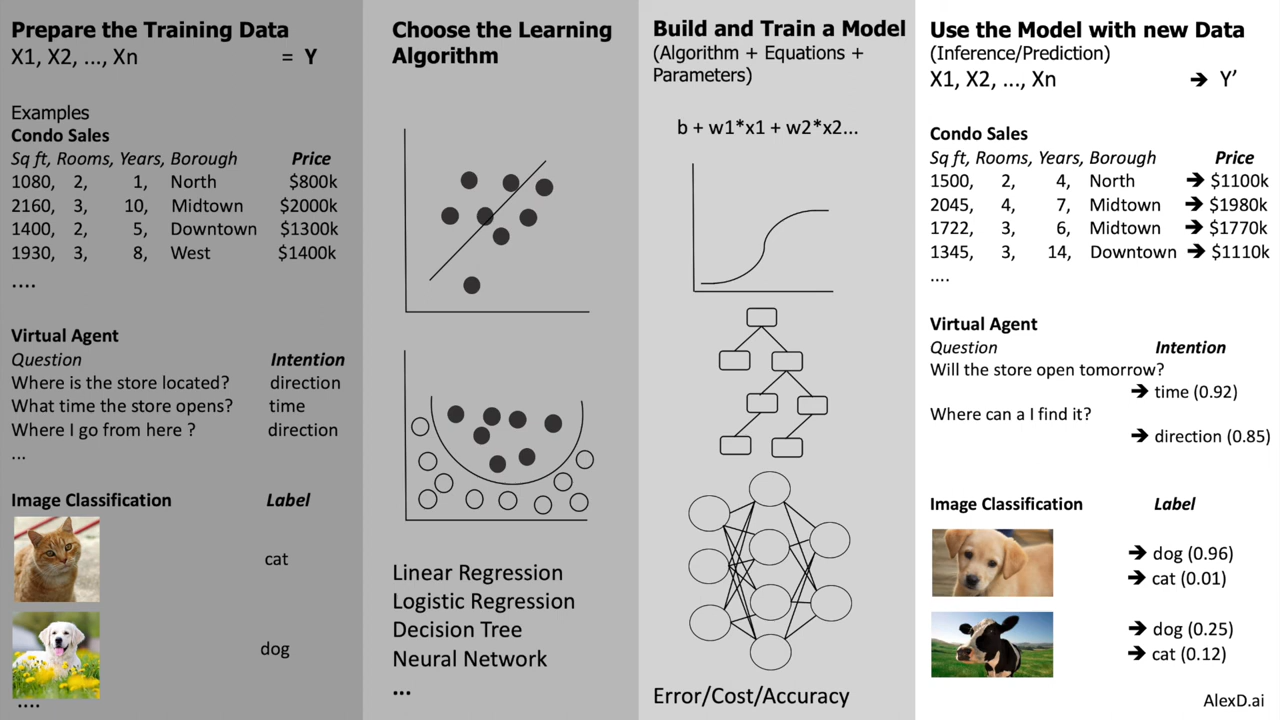 Prepare the Training Data
X1, X2, ..., Xn = Y
Examples
Condo Sales
Sq ft, Rooms, Years, Borough Price
1080, 2, 1, North $800k
2160, 3, 10, Midtown $2000k
1400, 2, 5, Downtown $1300k
1930, 3, 8, West $1400k
....
Virtual Agent
Question Intention
Where is the store located? direction
What time the store opens? time
Where I go from here ? direction
...
Image Classification Label
cat
dog
....
Choose the Learning
Algorithm
Linear Regression
Logistic Regression
Decision Tree
Neural Network
...
Build and Train a Model
(Algorithm + Equations +
Parameters)
b + w1*x1 + w2*x2...
Error/Cost/Accuracy
Use the Model with new Data
(Inference/Prediction)
X1, X2, ..., Xn ➔ Y’
Condo Sales
Sq ft, Rooms, Years, Borough Price
1500, 2, 4, North ➔ $1100k
2045, 4, 7, Midtown ➔ $1980k
1722, 3, 6, Midtown ➔ $1770k
1345, 3, 14, Downtown ➔ $1110k
....
Virtual Agent
Question Intention
Will the store open tomorrow?
➔ time (0.92)
Where can a I find it?
➔ direction (0.85)
Image Classification Label
➔ dog (0.96)
➔ cat (0.01)
➔ dog (0.25)
➔ cat (0.12)
AlexD.ai